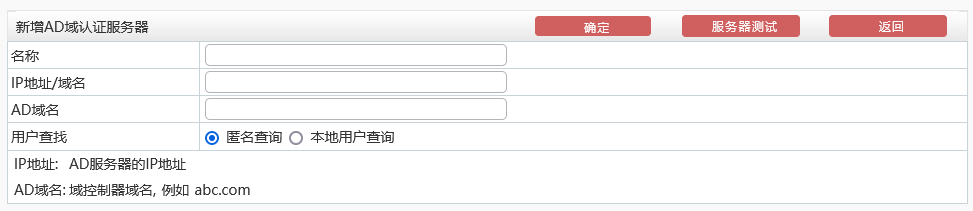 新增AD域认证服务器 确定 服务器测试 返回
名称
IP地址/域名
AD域名
用户查找 匿名查询 本地用户查询
IP地址: AD服务器的IP地址
AD域名: 域控制器域名, 例如 abc.com